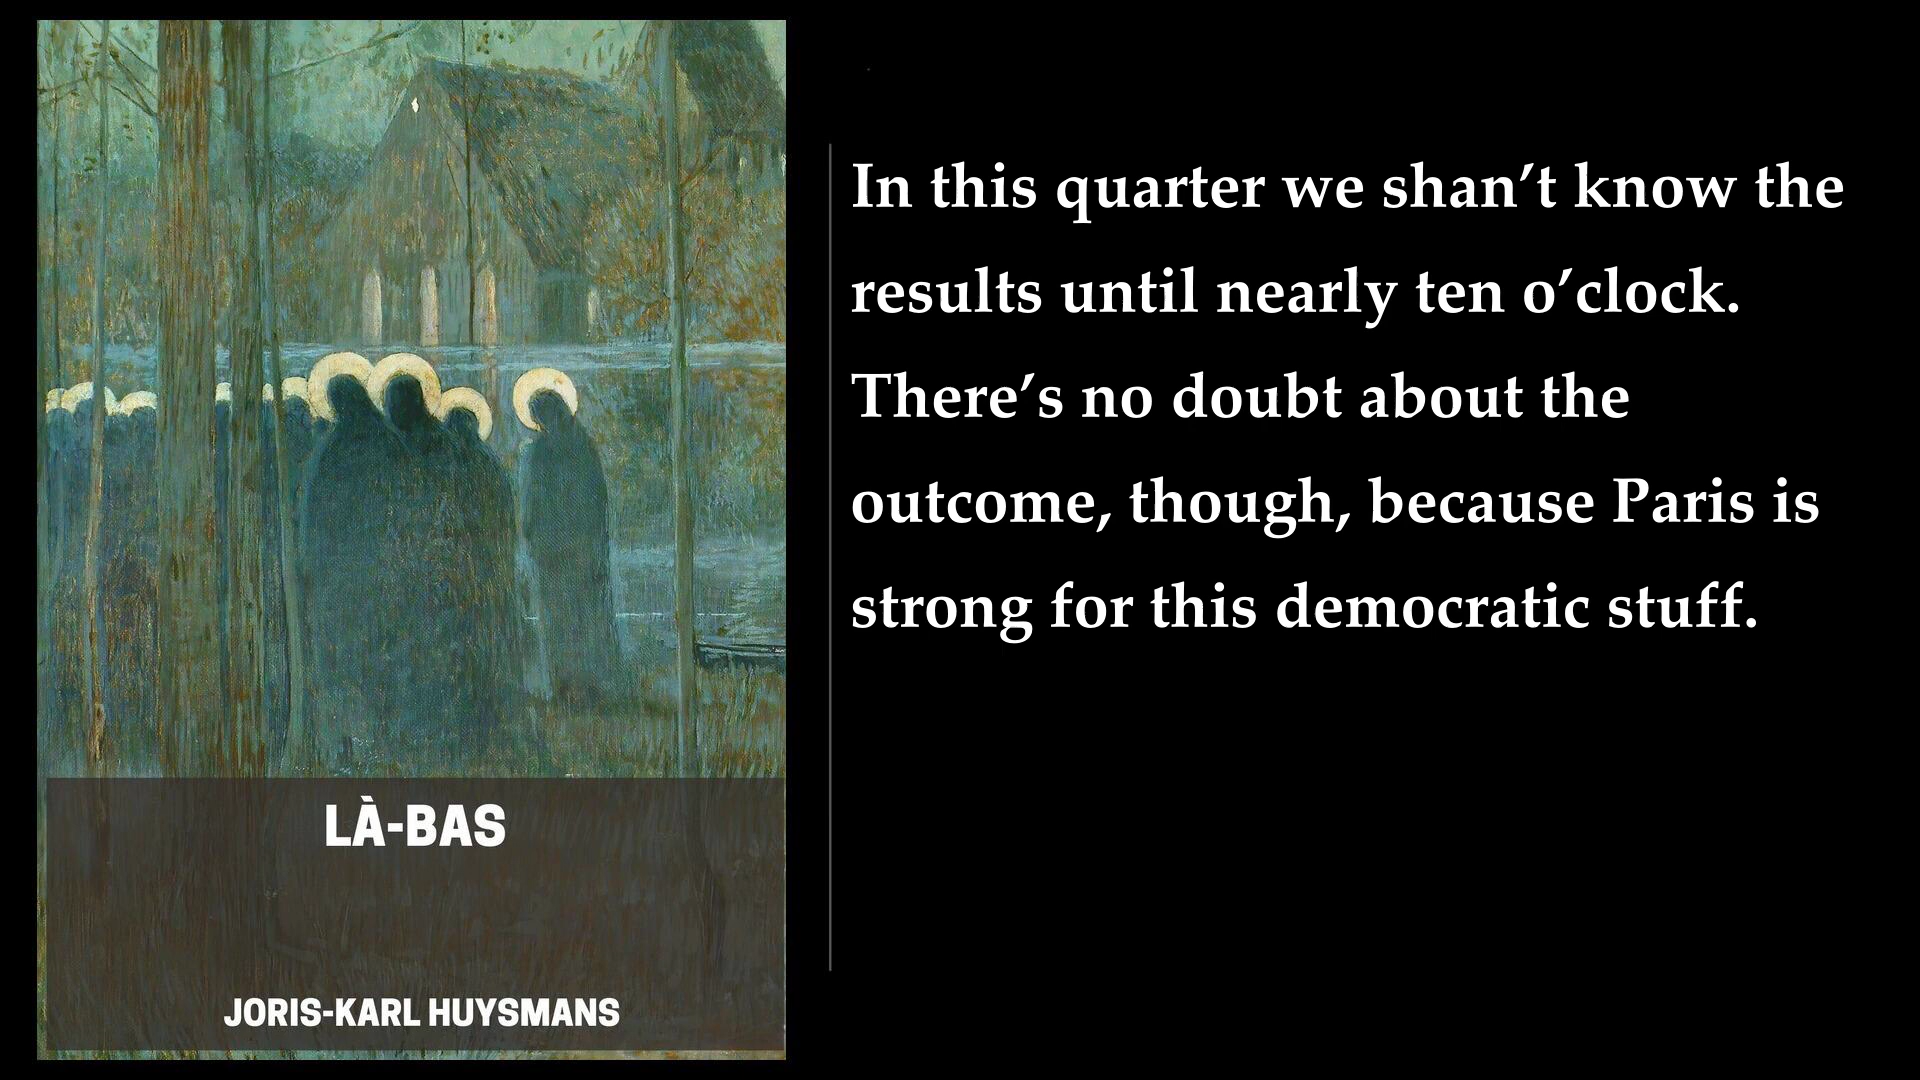 LÀ-BAS
JORIS-KARL HUYSMANS
In this quarter we shan’t know the
results until nearly ten o’clock.
There’s no doubt about the
outcome, though, because Paris is
strong for this democratic stuff.